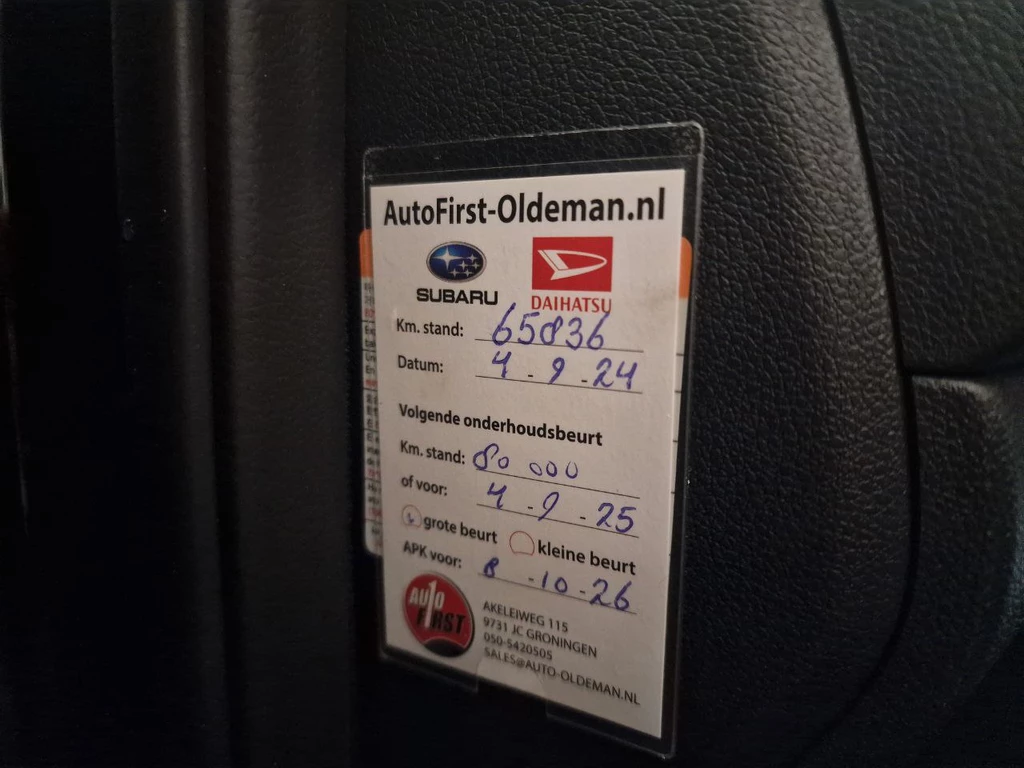 AutoFirst-Oldeman.nl
SUBARU DAIHATSU
Km. stand: 65836
Datum: 4-9-24
Volgende onderhoudsbeurt
Km. stand: 80 000
of voor: 4-9-25
grote beurt kleine beurt
APK voor: 8-10-26
AUTO
FIRST
AKELEIWEG 115
9731 JC GRONINGEN
050-5420505
SALES@AUTO-OLDEMAN.NL